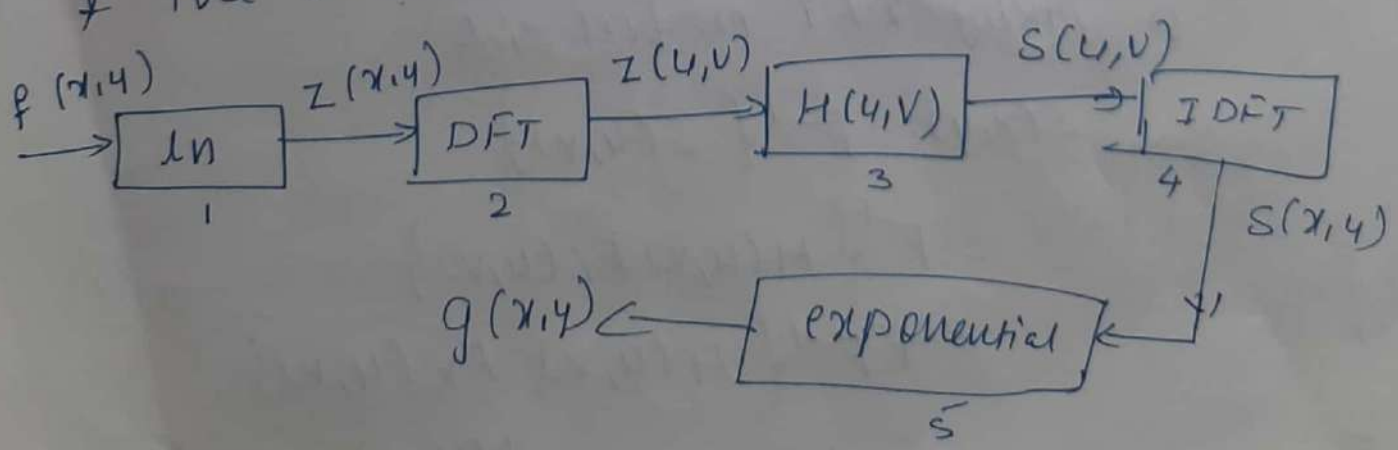 f (x,y)
ln
1
z (x,y)
DFT
2
z (u,v)
H(u,v)
3
S(u,v)
IDFT
4
S(x,y)
exponential
5
g(x,y)